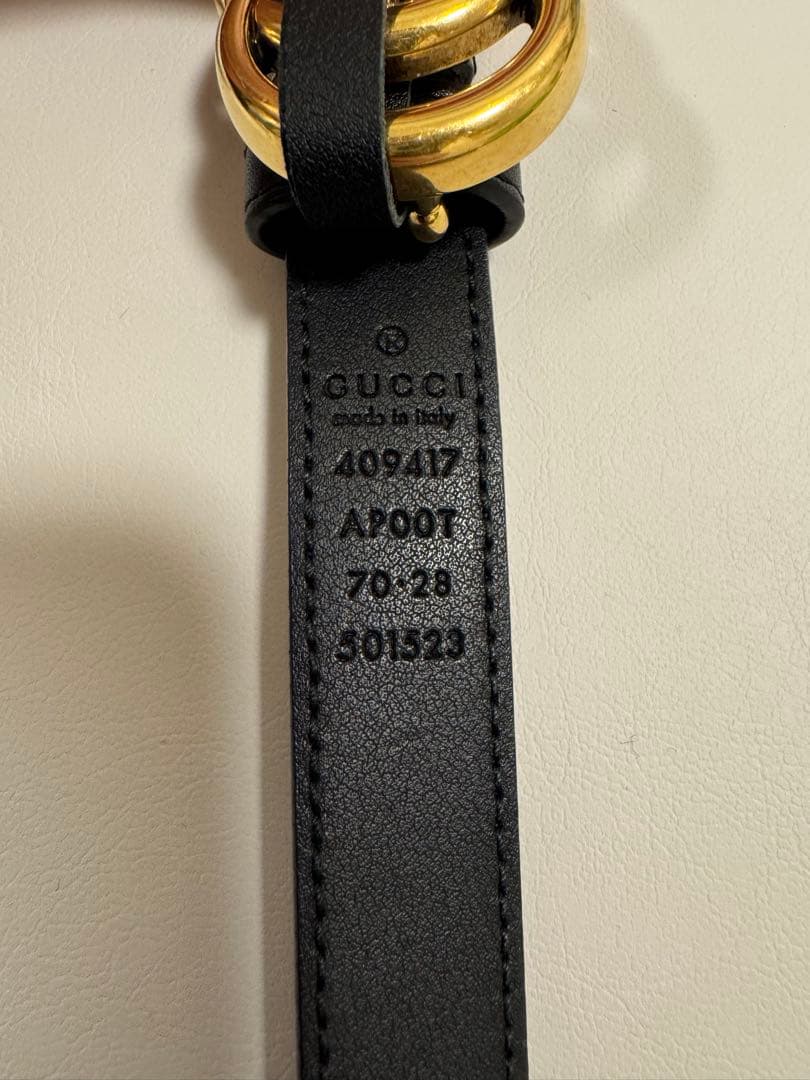 ®
GUCCI
made in italy
409417
AP00T
70·28
501523